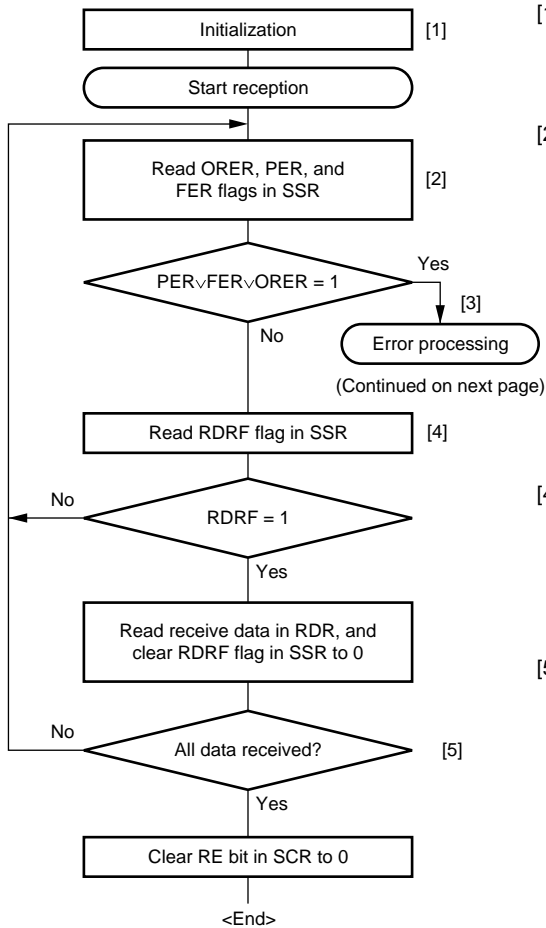 Initialization
[1]
Start reception
Read ORER, PER, and
FER flags in SSR
[2]
PER∨FER∨ORER = 1
Yes
[3]
No
Error processing
(Continued on next page)
Read RDRF flag in SSR
[4]
No
RDRF = 1
Yes
Read receive data in RDR, and
clear RDRF flag in SSR to 0
No
All data received?
[5]
Yes
Clear RE bit in SCR to 0
<End>